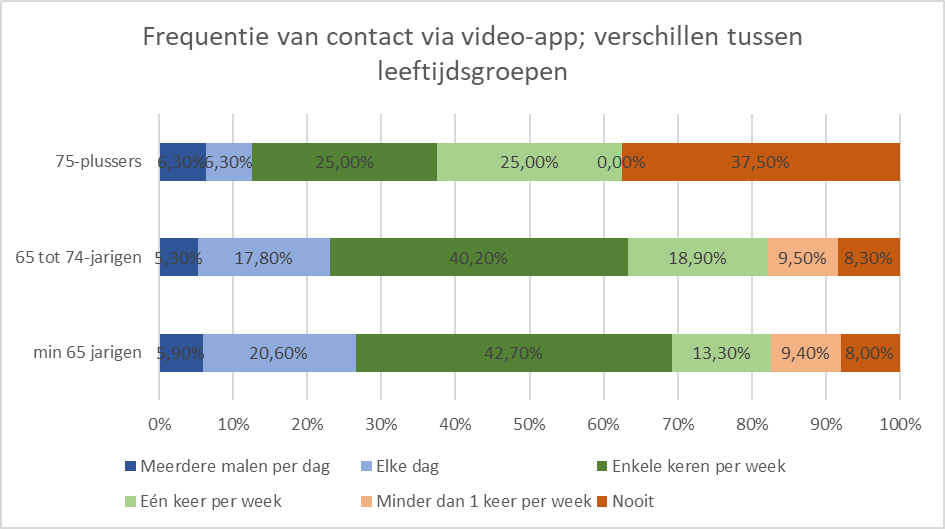 Frequentie van contact via video-app; verschillen tussen
leeftijdsgroepen
75-plussers
6,30% 6,30% 25,00% 25,00% 0,00% 37,50%
65 tot 74-jarigen
5,30% 17,80% 40,20% 18,90% 9,50% 8,30%
min 65 jarigen
5,90% 20,60% 42,70% 13,30% 9,40% 8,00%
0% 10% 20% 30% 40% 50% 60% 70% 80% 90% 100%
Meerdere malen per dag Elke dag Enkele keren per week
Eén keer per week Minder dan 1 keer per week Nooit